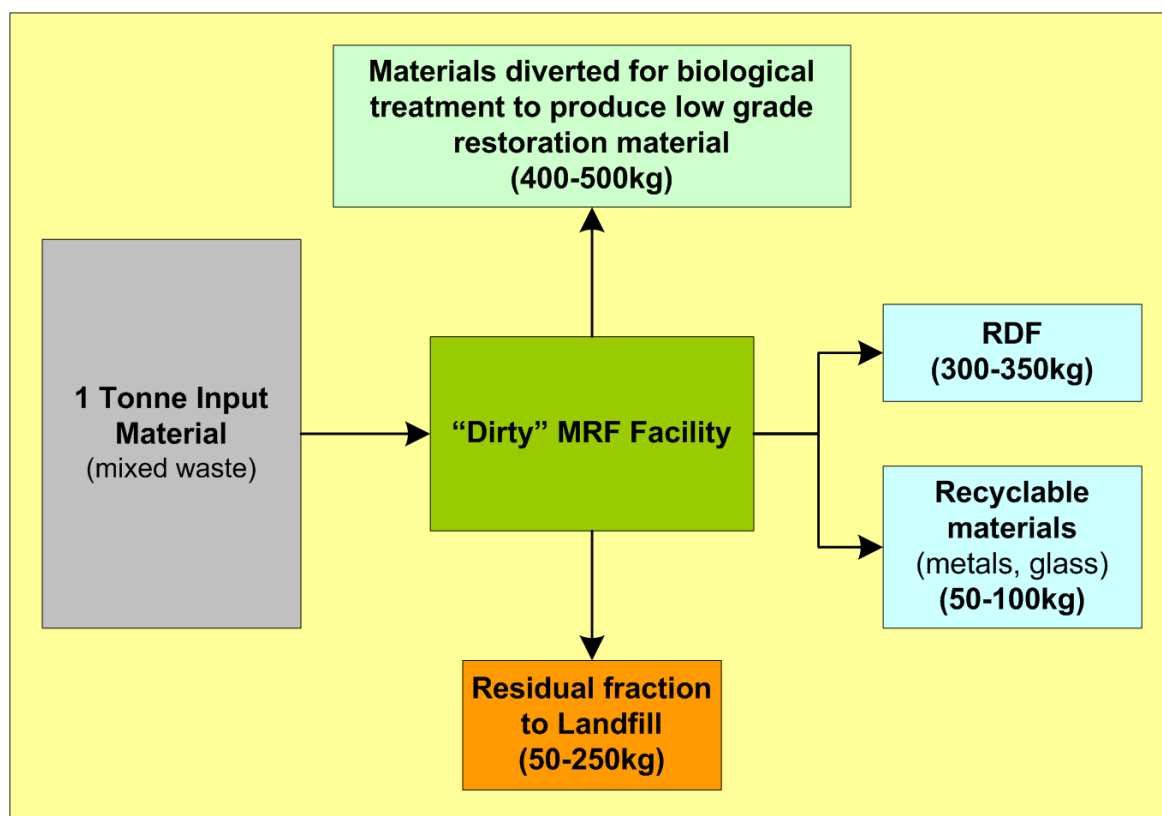 Materials diverted for biological
treatment to produce low grade
restoration material
(400-500kg)
1 Tonne Input
Material
(mixed waste)
“Dirty” MRF Facility
RDF
(300-350kg)
Recyclable
materials
(metals, glass)
(50-100kg)
Residual fraction
to Landfill
(50-250kg)